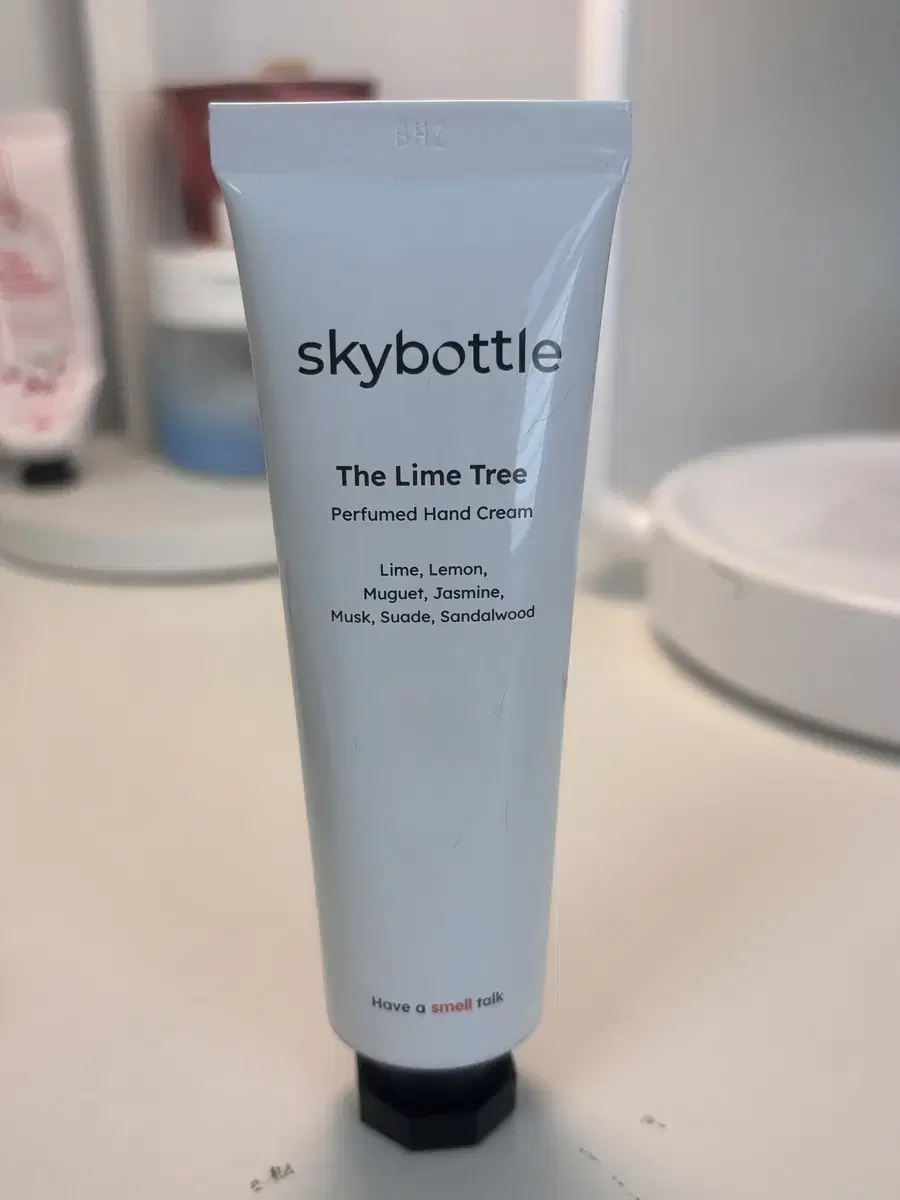 skybottle
The Lime Tree
Perfumed Hand Cream
Lime, Lemon,
Muguet, Jasmine,
Musk, Suade, Sandalwood
Have a smell talk